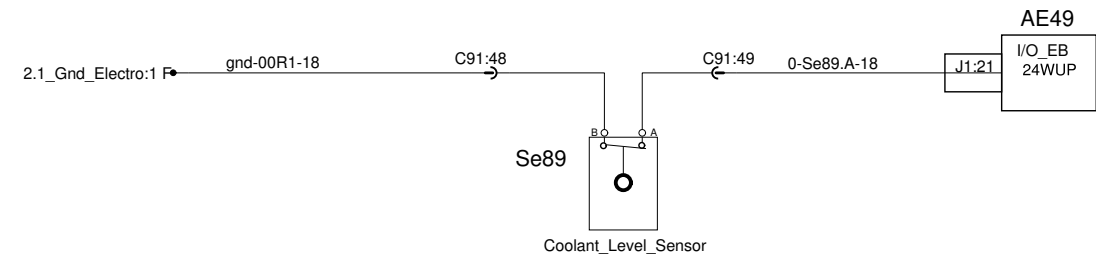 AE49
I/O_EB
24WUP
J1:21
2.1_Gnd_Electro:1 F
gnd-00R1-18
C91:48
C91:49
0-Se89.A-18
B
A
Se89
Coolant_Level_Sensor